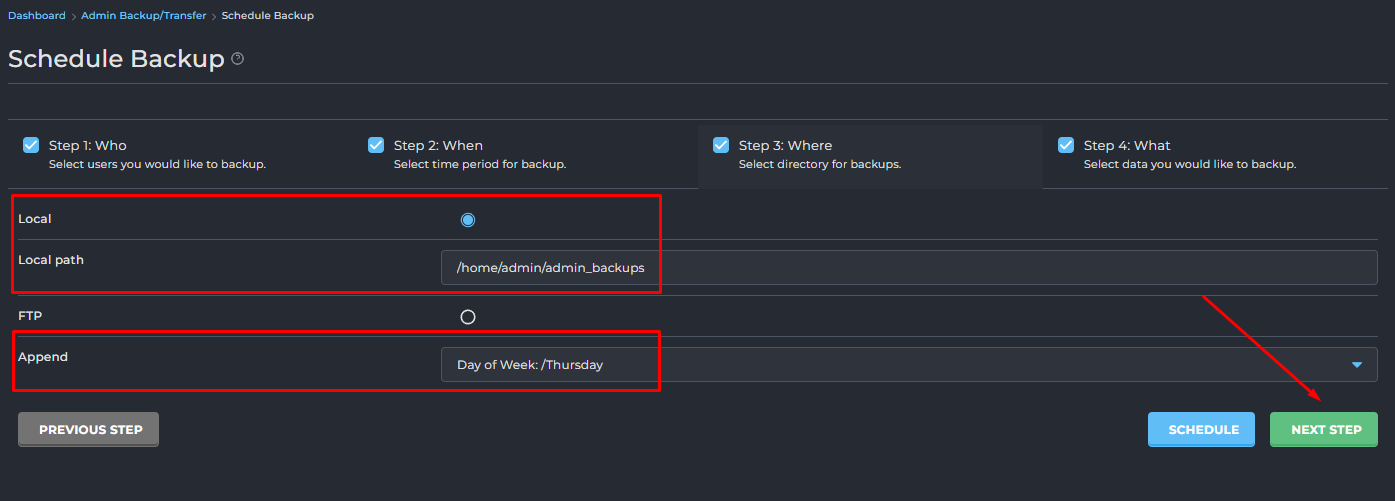 Dashboard > Admin Backup/Transfer > Schedule Backup
Schedule Backup
Step 1: Who
Select users you would like to backup.
Step 2: When
Select time period for backup.
Step 3: Where
Select directory for backups.
Step 4: What
Select data you would like to backup.
Local
Local path
/home/admin/admin_backups
FTP
Append
Day of Week: /Thursday
PREVIOUS STEP
SCHEDULE
NEXT STEP